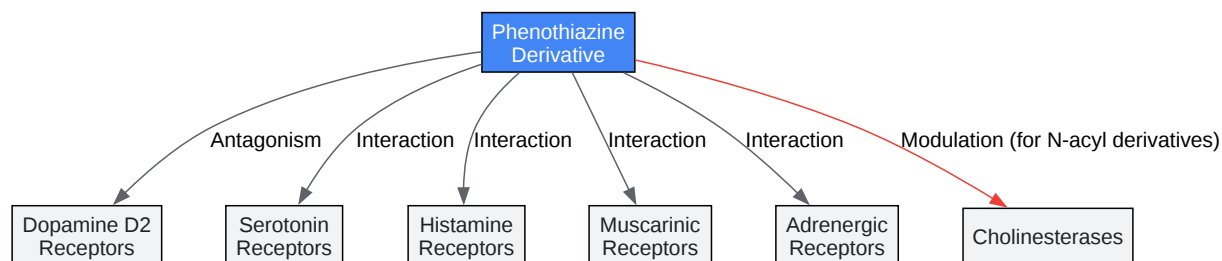 Phenothiazine
Derivative
Antagonism
Interaction
Interaction
Interaction
Interaction
Modulation (for N-acyl derivatives)
Dopamine D2
Receptors
Serotonin
Receptors
Histamine
Receptors
Muscarinic
Receptors
Adrenergic
Receptors
Cholinesterases